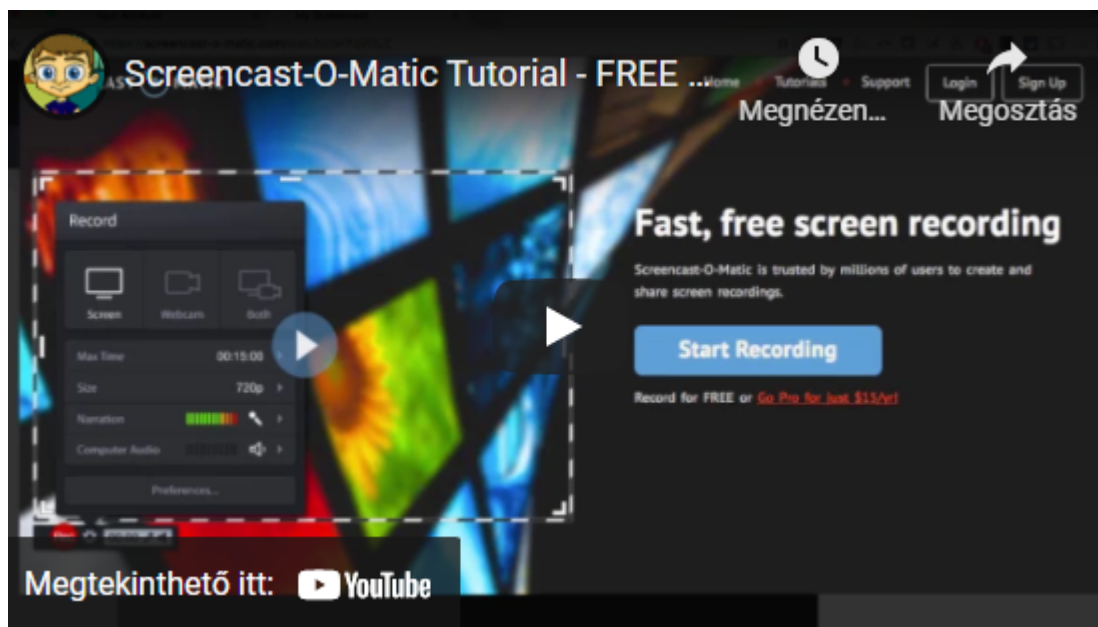 Screencast-O-Matic Tutorial - FREE ...
Home Tutorials Support Login Sign Up
Megnézen...
Megosztás
Record
Screen Webcam Both
Max Time 00:15:00
Size 720p
Narration
Computer Audio
Preferences...
Fast, free screen recording
Screencast-O-Matic is trusted by millions of users to create and
share screen recordings.
Start Recording
Record for FREE or Go Pro for just $15/yr!
Rec
Megtekinthető itt: YouTube